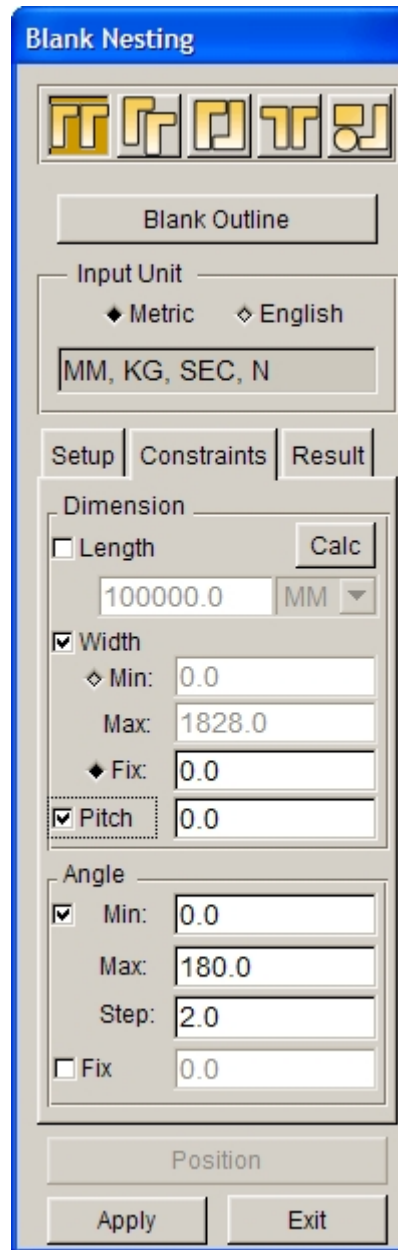 Blank Nesting
Blank Outline
Input Unit
Metric English
MM, KG, SEC, N
Setup Constraints Result
Dimension
Length Calc
100000.0 MM
Width
Min: 0.0
Max: 1828.0
Fix: 0.0
Pitch 0.0
Angle
Min: 0.0
Max: 180.0
Step: 2.0
Fix 0.0
Position
Apply Exit